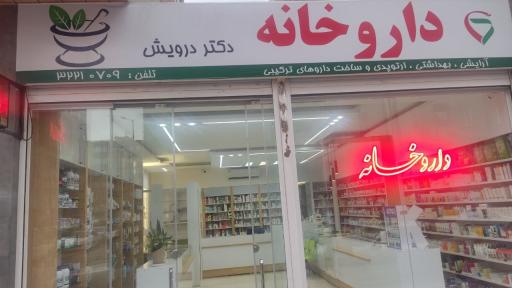 داروخانه
دکتر درویش
آرایشی . بهداشتی . ارتوپدی و ساخت داروهای ترکیبی
تلفن : ۳۲۲۱۰۷۰۹
داروخانه